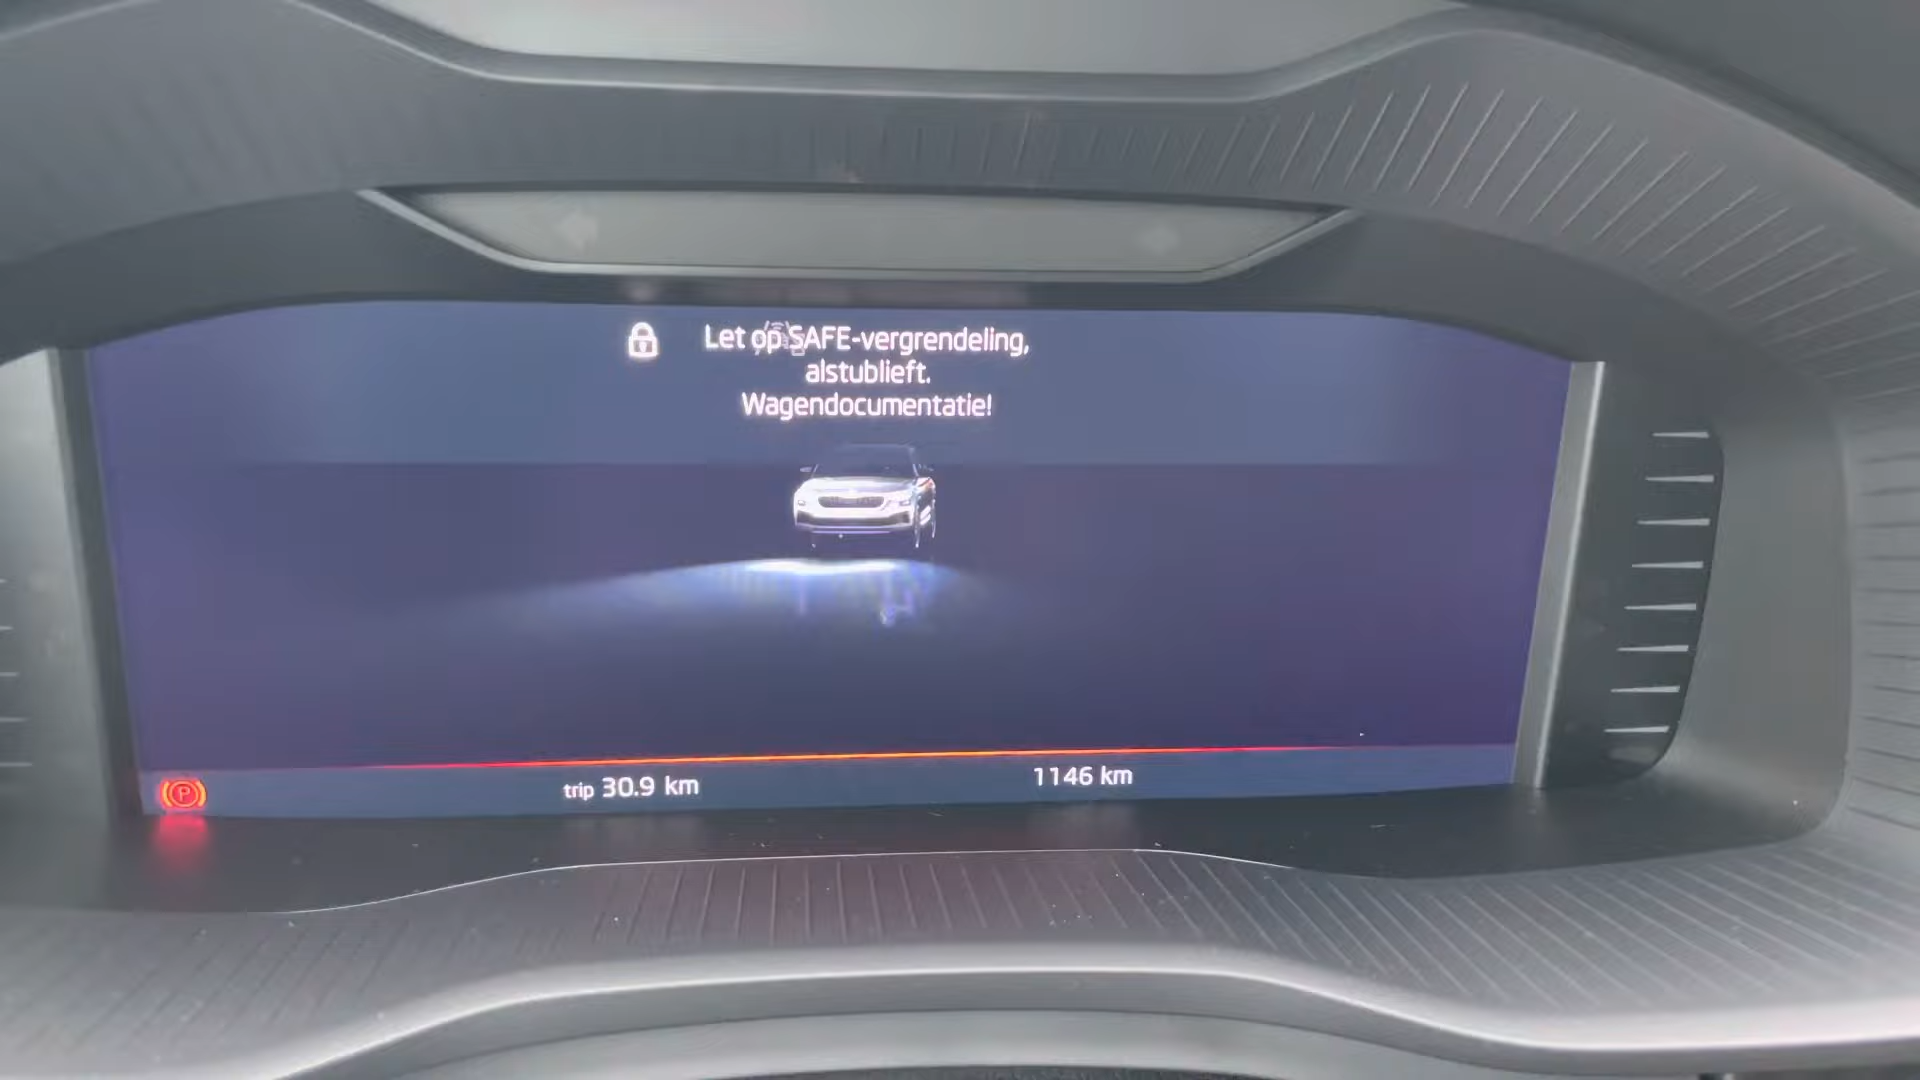 Let op SAFE-vergrendeling,
alstublieft.
Wagendocumentatie!
P
trip 30.9 km
1146 km